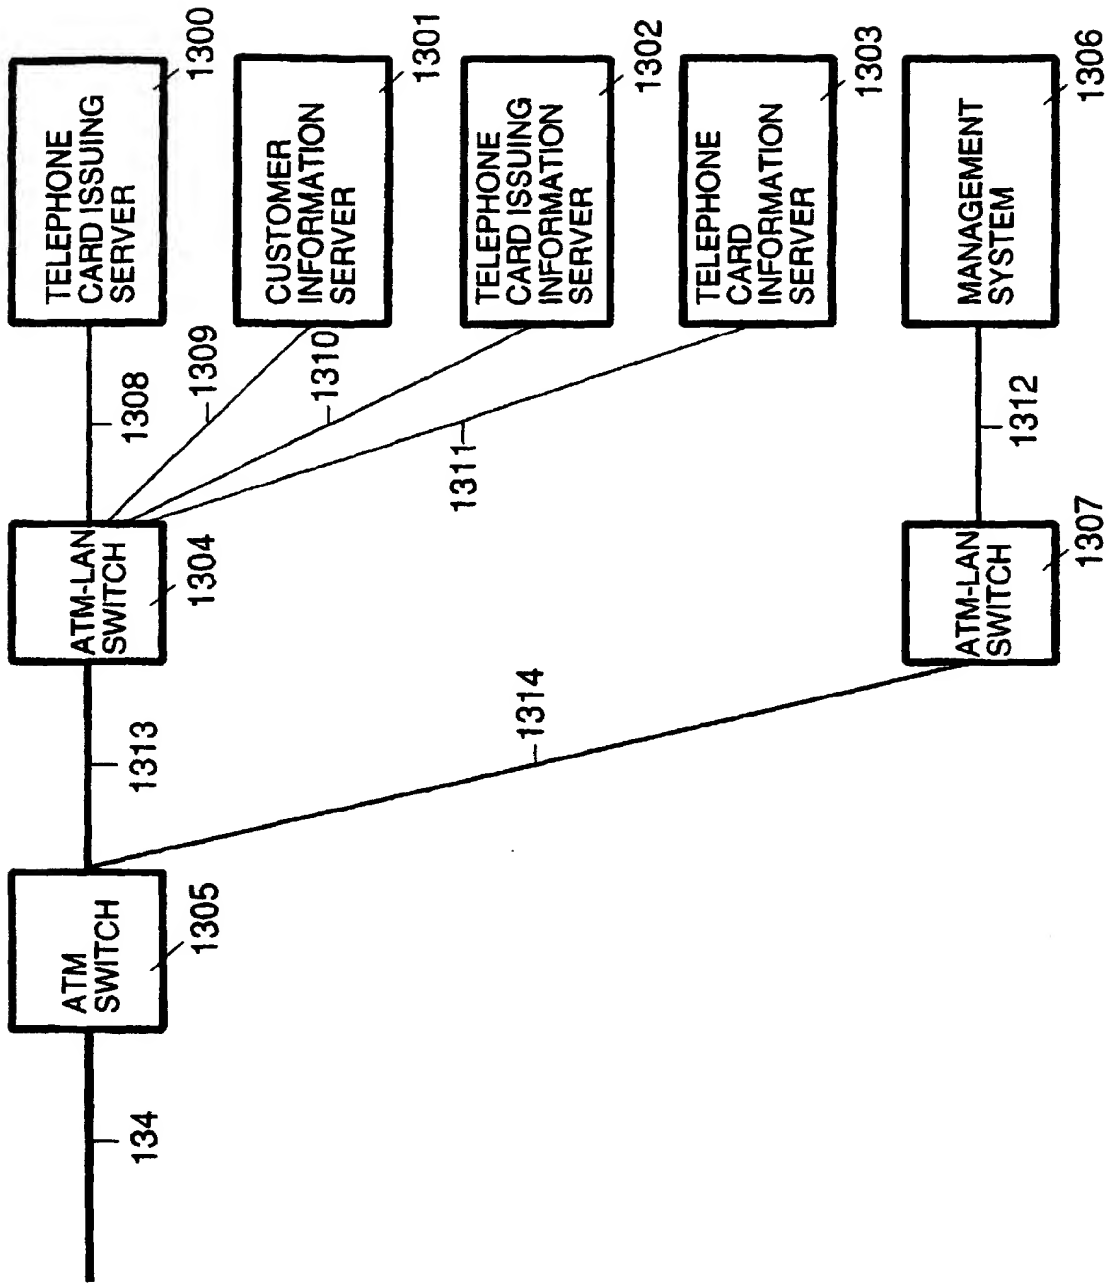 TELEPHONE
CARD ISSUING
SERVER
1300
CUSTOMER
INFORMATION
SERVER
1301
TELEPHONE
CARD ISSUING
INFORMATION
SERVER
1302
TELEPHONE
CARD
INFORMATION
SERVER
1303
MANAGEMENT
SYSTEM
1306
1308
1309
1310
1311
1312
ATM-LAN
SWITCH
1304
ATM-LAN
SWITCH
1307
1313
1314
ATM
SWITCH
1305
134